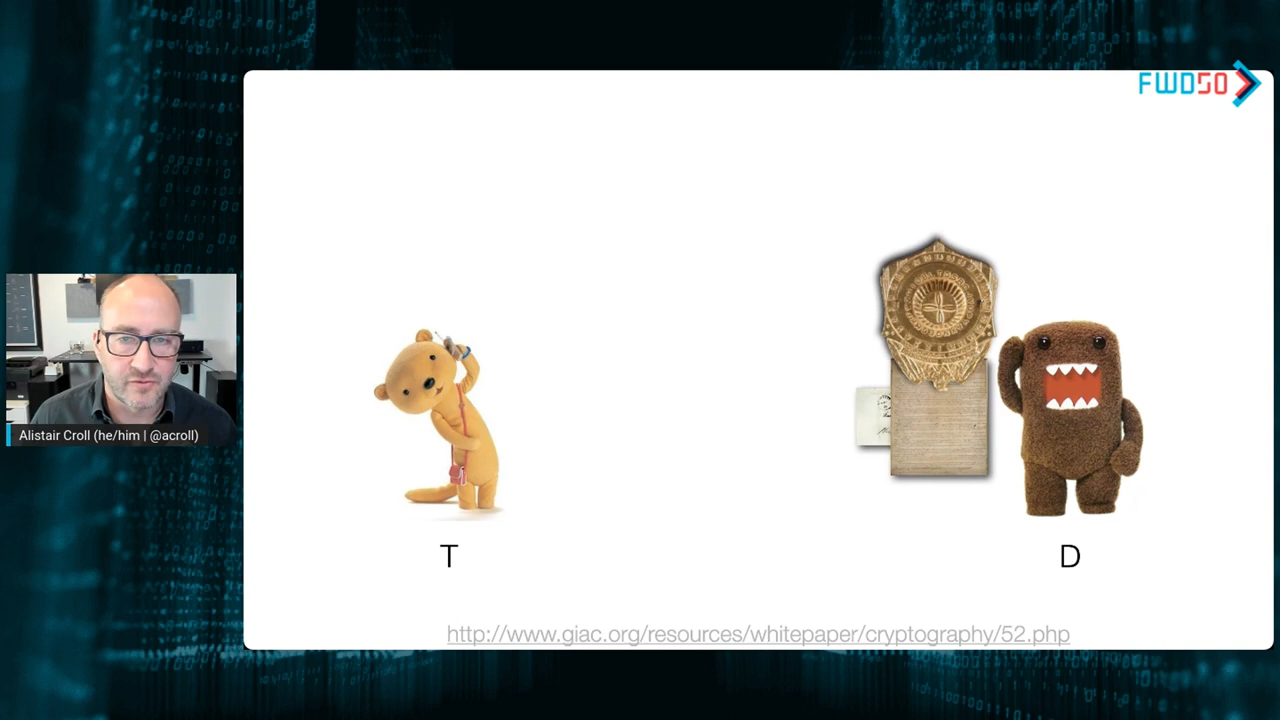 FWD50
Alistair Croll (he/him | @acroll)
T
D
http://www.giac.org/resources/whitepaper/cryptography/52.php